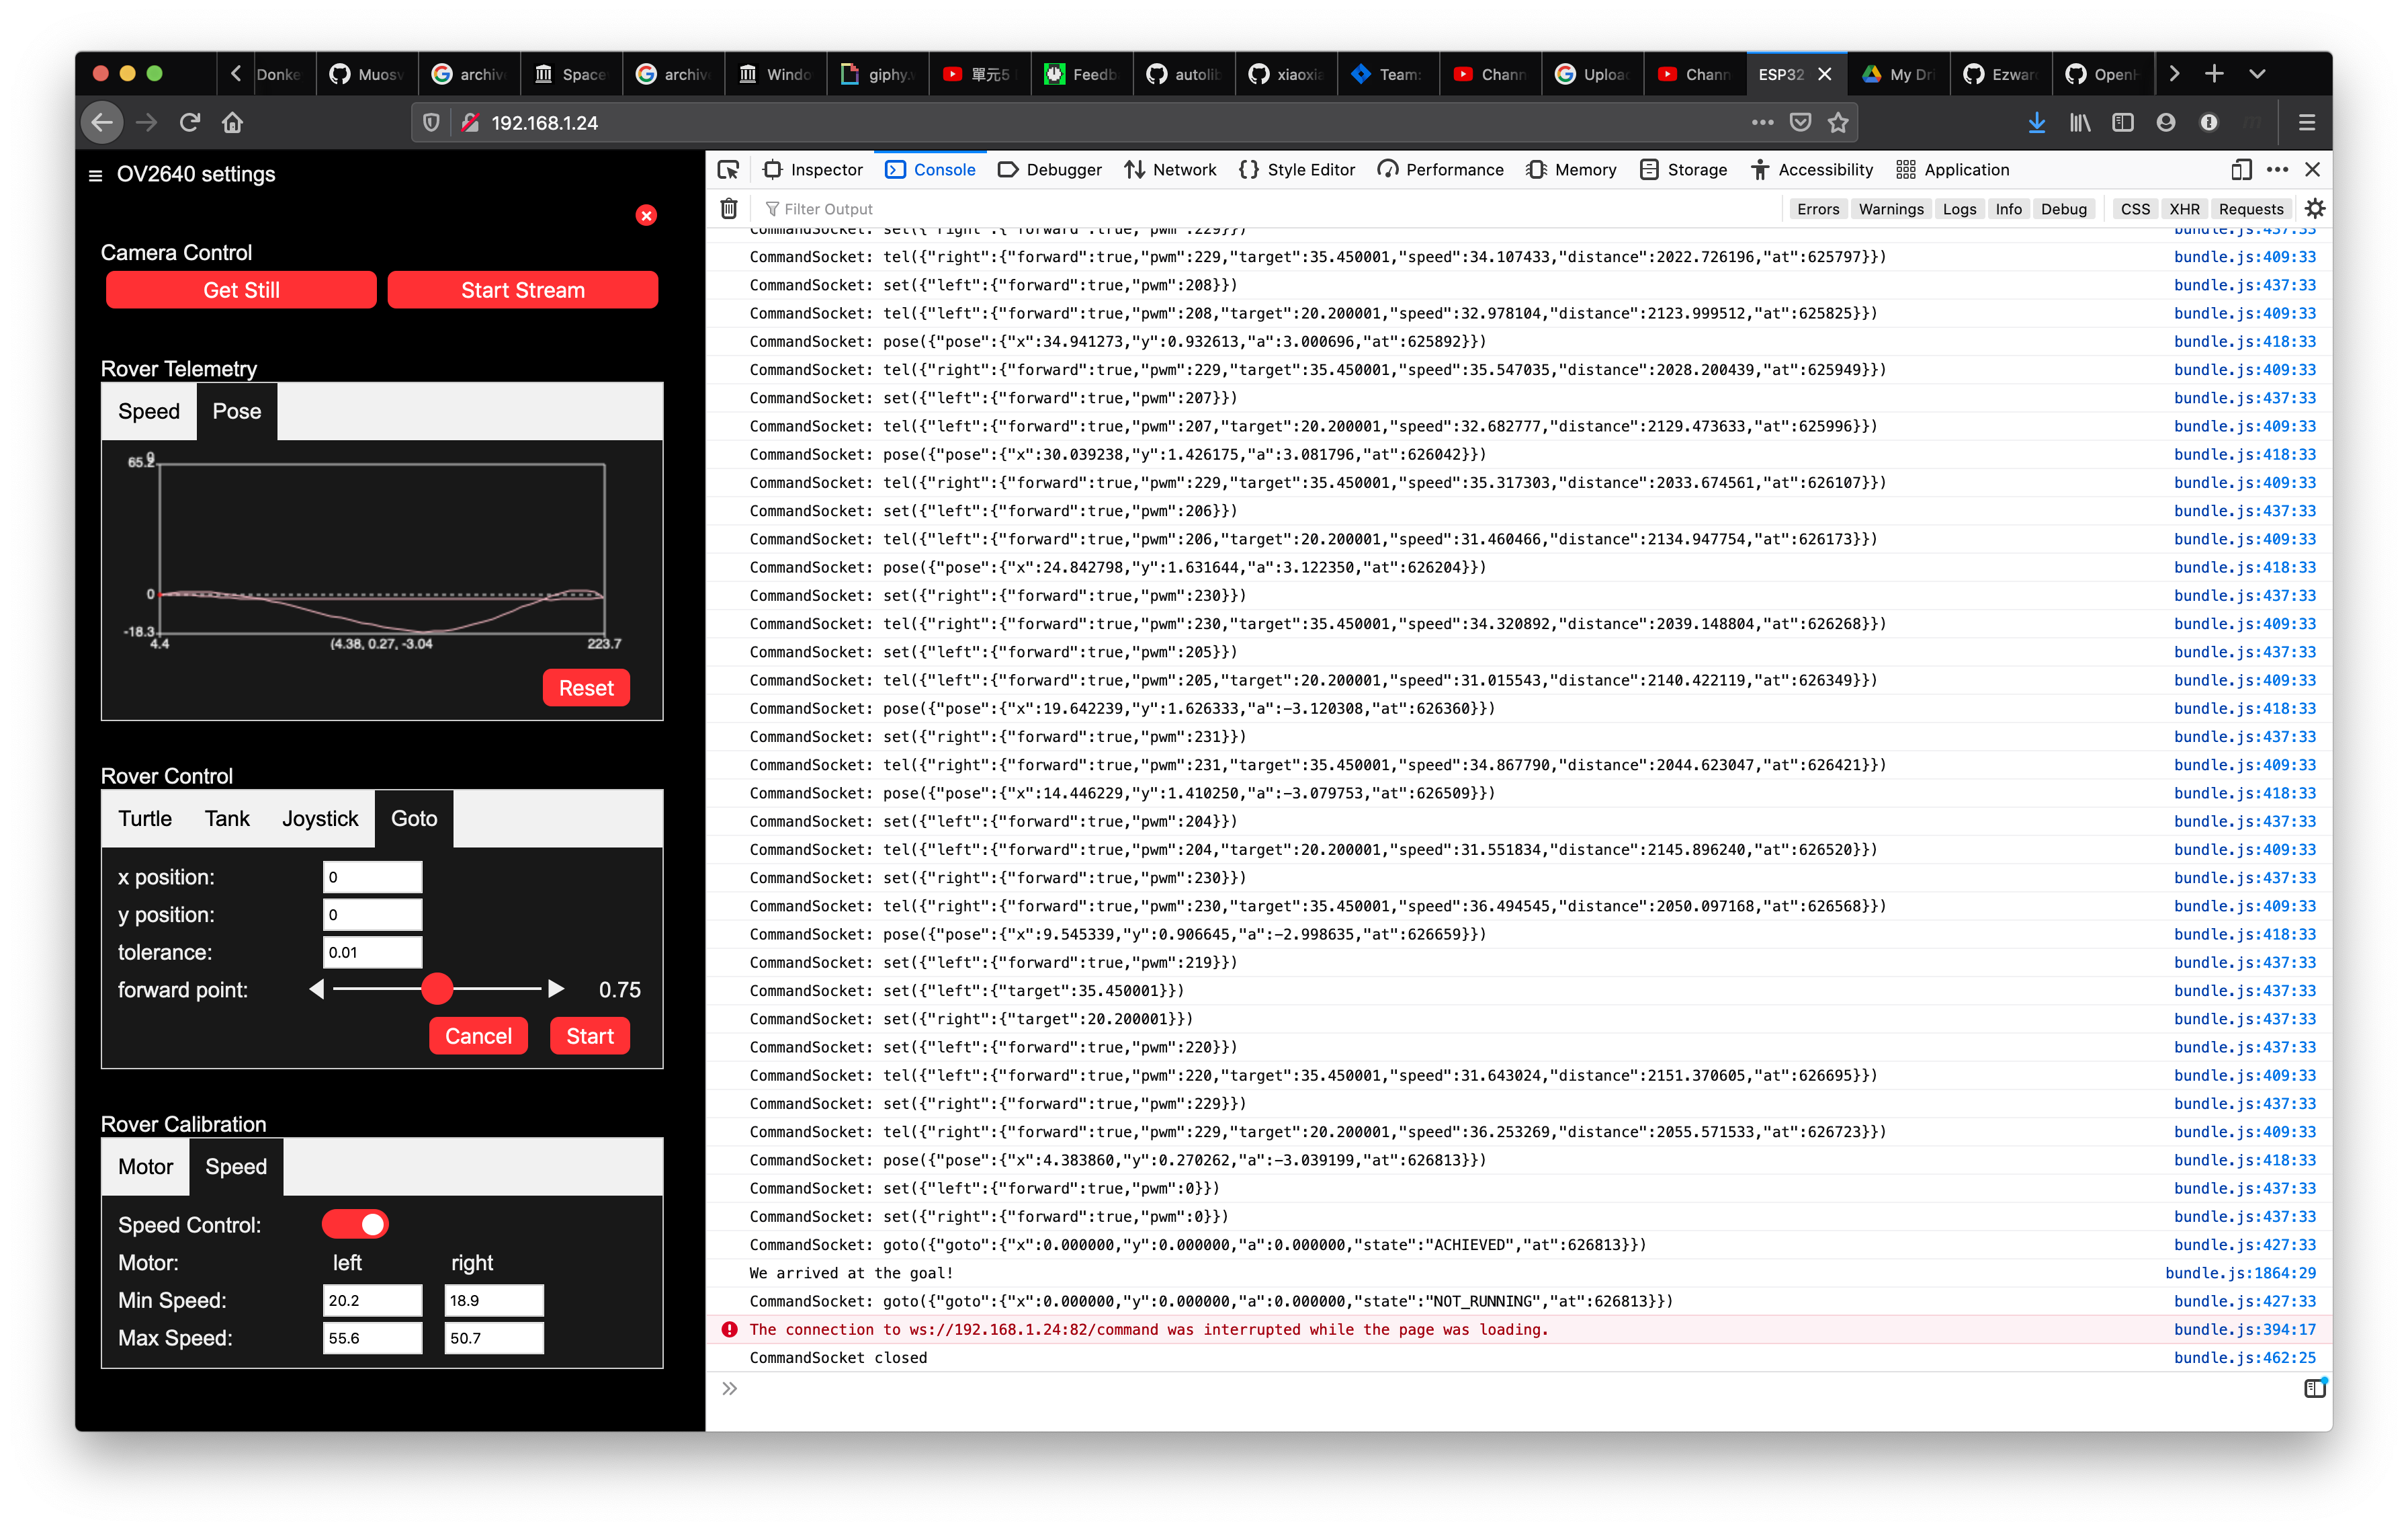 Donke
Muosv
archiv
Space
archiv
Windo
giphy.
單元5
Feedb
autolib
xiaoxia
Team:
Chann
Uploa
Chann
ESP32
My Dri
Ezwar
OpenH
192.168.1.24
OV2640 settings
Camera Control
Get Still Start Stream
Rover Telemetry
Speed Pose
65.2
0
0
-18.3
4.4 (4.38, 0.27, -3.04 223.7
Reset
Rover Control
Turtle Tank Joystick Goto
x position: 0
y position: 0
tolerance: 0.01
forward point: 0.75
Cancel Start
Rover Calibration
Motor Speed
Speed Control:
Motor: left right
Min Speed: 20.2 18.9
Max Speed: 55.6 50.7
Inspector Console Debugger Network Style Editor Performance Memory Storage Accessibility Application
Filter Output Errors Warnings Logs Info Debug CSS XHR Requests
CommandSocket: set({"right":{"forward":true,"pwm":229}}) bundle.js:437:33
CommandSocket: tel({"right":{"forward":true,"pwm":229,"target":35.450001,"speed":34.107433,"distance":2022.726196,"at":625797}}) bundle.js:409:33
CommandSocket: set({"left":{"forward":true,"pwm":208}}) bundle.js:437:33
CommandSocket: tel({"left":{"forward":true,"pwm":208,"target":20.200001,"speed":32.978104,"distance":2123.999512,"at":625825}}) bundle.js:409:33
CommandSocket: pose({"pose":{"x":34.941273,"y":0.932613,"a":3.000696,"at":625892}}) bundle.js:418:33
CommandSocket: tel({"right":{"forward":true,"pwm":229,"target":35.450001,"speed":35.547035,"distance":2028.200439,"at":625949}}) bundle.js:409:33
CommandSocket: set({"left":{"forward":true,"pwm":207}}) bundle.js:437:33
CommandSocket: tel({"left":{"forward":true,"pwm":207,"target":20.200001,"speed":32.682777,"distance":2129.473633,"at":625996}}) bundle.js:409:33
CommandSocket: pose({"pose":{"x":30.039238,"y":1.426175,"a":3.081796,"at":626042}}) bundle.js:418:33
CommandSocket: tel({"right":{"forward":true,"pwm":229,"target":35.450001,"speed":35.317303,"distance":2033.674561,"at":626107}}) bundle.js:409:33
CommandSocket: set({"left":{"forward":true,"pwm":206}}) bundle.js:437:33
CommandSocket: tel({"left":{"forward":true,"pwm":206,"target":20.200001,"speed":31.460466,"distance":2134.947754,"at":626173}}) bundle.js:409:33
CommandSocket: pose({"pose":{"x":24.842798,"y":1.631644,"a":3.122350,"at":626204}}) bundle.js:418:33
CommandSocket: set({"right":{"forward":true,"pwm":230}}) bundle.js:437:33
CommandSocket: tel({"right":{"forward":true,"pwm":230,"target":35.450001,"speed":34.320892,"distance":2039.148804,"at":626268}}) bundle.js:409:33
CommandSocket: set({"left":{"forward":true,"pwm":205}}) bundle.js:437:33
CommandSocket: tel({"left":{"forward":true,"pwm":205,"target":20.200001,"speed":31.015543,"distance":2140.422119,"at":626349}}) bundle.js:409:33
CommandSocket: pose({"pose":{"x":19.642239,"y":1.626333,"a":-3.120308,"at":626360}}) bundle.js:418:33
CommandSocket: set({"right":{"forward":true,"pwm":231}}) bundle.js:437:33
CommandSocket: tel({"right":{"forward":true,"pwm":231,"target":35.450001,"speed":34.867790,"distance":2044.623047,"at":626421}}) bundle.js:409:33
CommandSocket: pose({"pose":{"x":14.446229,"y":1.410250,"a":-3.079753,"at":626509}}) bundle.js:418:33
CommandSocket: set({"left":{"forward":true,"pwm":204}}) bundle.js:437:33
CommandSocket: tel({"left":{"forward":true,"pwm":204,"target":20.200001,"speed":31.551834,"distance":2145.896240,"at":626520}}) bundle.js:409:33
CommandSocket: set({"right":{"forward":true,"pwm":230}}) bundle.js:437:33
CommandSocket: tel({"right":{"forward":true,"pwm":230,"target":35.450001,"speed":36.494545,"distance":2050.097168,"at":626568}}) bundle.js:409:33
CommandSocket: pose({"pose":{"x":9.545339,"y":0.906645,"a":-2.998635,"at":626659}}) bundle.js:418:33
CommandSocket: set({"left":{"forward":true,"pwm":219}}) bundle.js:437:33
CommandSocket: set({"left":{"target":35.450001}}) bundle.js:437:33
CommandSocket: set({"right":{"target":20.200001}}) bundle.js:437:33
CommandSocket: set({"left":{"forward":true,"pwm":220}}) bundle.js:437:33
CommandSocket: tel({"left":{"forward":true,"pwm":220,"target":35.450001,"speed":31.643024,"distance":2151.370605,"at":626695}}) bundle.js:409:33
CommandSocket: set({"right":{"forward":true,"pwm":229}}) bundle.js:437:33
CommandSocket: tel({"right":{"forward":true,"pwm":229,"target":20.200001,"speed":36.253269,"distance":2055.571533,"at":626723}}) bundle.js:409:33
CommandSocket: pose({"pose":{"x":4.383860,"y":0.270262,"a":-3.039199,"at":626813}}) bundle.js:418:33
CommandSocket: set({"left":{"forward":true,"pwm":0}}) bundle.js:437:33
CommandSocket: set({"right":{"forward":true,"pwm":0}}) bundle.js:437:33
CommandSocket: goto({"goto":{"x":0.000000,"y":0.000000,"a":0.000000,"state":"ACHIEVED","at":626813}}) bundle.js:427:33
We arrived at the goal! bundle.js:1864:29
CommandSocket: goto({"goto":{"x":0.000000,"y":0.000000,"a":0.000000,"state":"NOT_RUNNING","at":626813}}) bundle.js:427:33
The connection to ws://192.168.1.24:82/command was interrupted while the page was loading. bundle.js:394:17
CommandSocket closed bundle.js:462:25